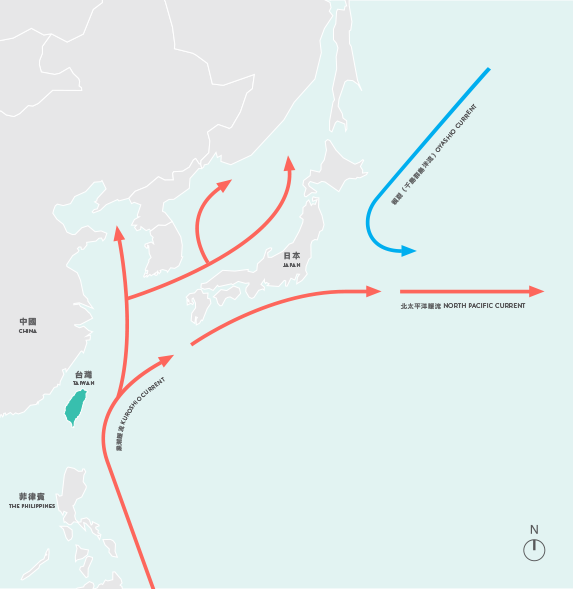 親潮（千島群島洋流）OYASHIO CURRENT
日本
JAPAN
北太平洋暖流 NORTH PACIFIC CURRENT
中國
CHINA
台灣
TAIWAN
黑潮暖流 KUROSHIO CURRENT
菲律賓
THE PHILIPPINES
N